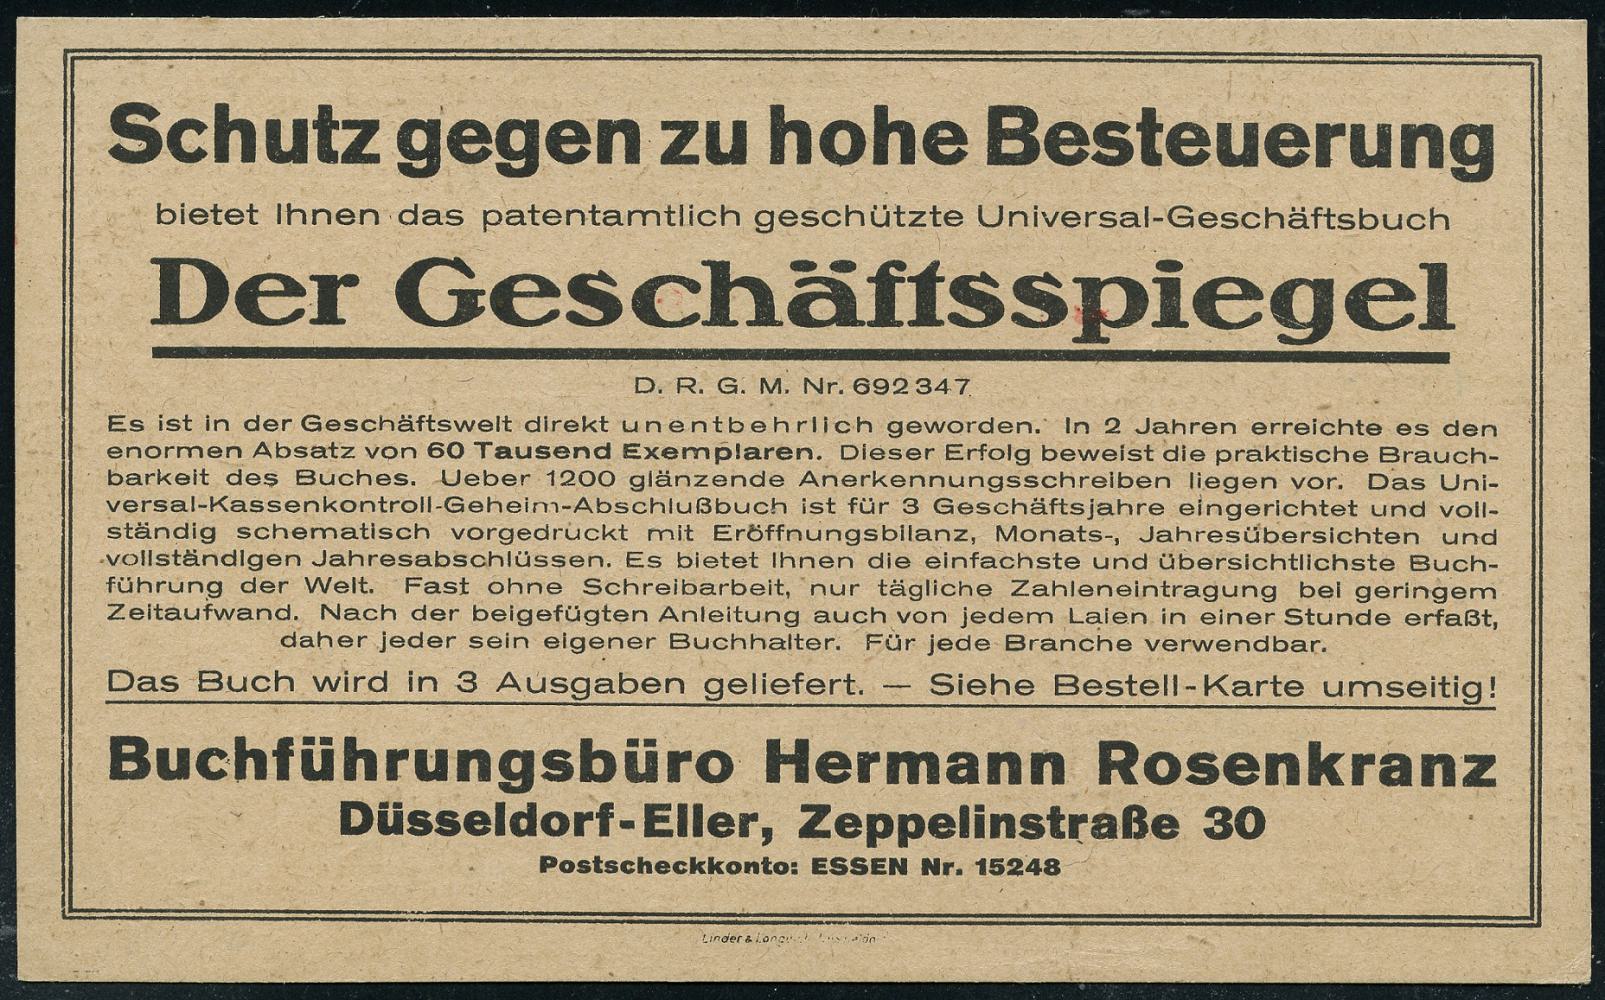 Schutz gegen zu hohe Besteuerung
bietet Ihnen das patentamtlich geschützte Universal-Geschäftsbuch
Der Geschäftsspiegel
D. R. G. M. Nr. 692347
Es ist in der Geschäftswelt direkt unentbehrlich geworden. In 2 Jahren erreichte es den
enormen Absatz von 60 Tausend Exemplaren. Dieser Erfolg beweist die praktische Brauch-
barkeit des Buches. Ueber 1200 glänzende Anerkennungsschreiben liegen vor. Das Uni-
versal-Kassenkontroll-Geheim-Abschlußbuch ist für 3 Geschäftsjahre eingerichtet und voll-
ständig schematisch vorgedruckt mit Eröffnungsbilanz, Monats-, Jahresübersichten und
vollständigen Jahresabschlüssen. Es bietet Ihnen die einfachste und übersichtlichste Buch-
führung der Welt. Fast ohne Schreibarbeit, nur tägliche Zahleneintragung bei geringem
Zeitaufwand. Nach der beigefügten Anleitung auch von jedem Laien in einer Stunde erfaßt,
daher jeder sein eigener Buchhalter. Für jede Branche verwendbar.
Das Buch wird in 3 Ausgaben geliefert. — Siehe Bestell-Karte umseitig!
Buchführungsbüro Hermann Rosenkranz
Düsseldorf-Eller, Zeppelinstraße 30
Postscheckkonto: ESSEN Nr. 15248
Linder &